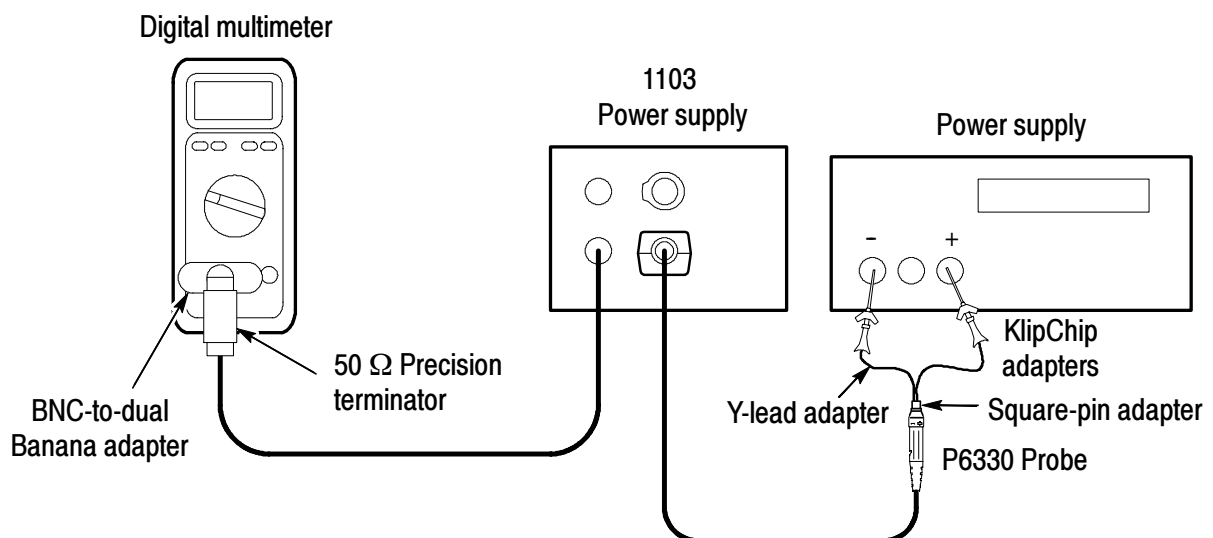 Digital multimeter
1103
Power supply
Power supply
-
+
KlipChip
adapters
50 Ω Precision
terminator
BNC-to-dual
Banana adapter
Y-lead adapter
Square-pin adapter
P6330 Probe